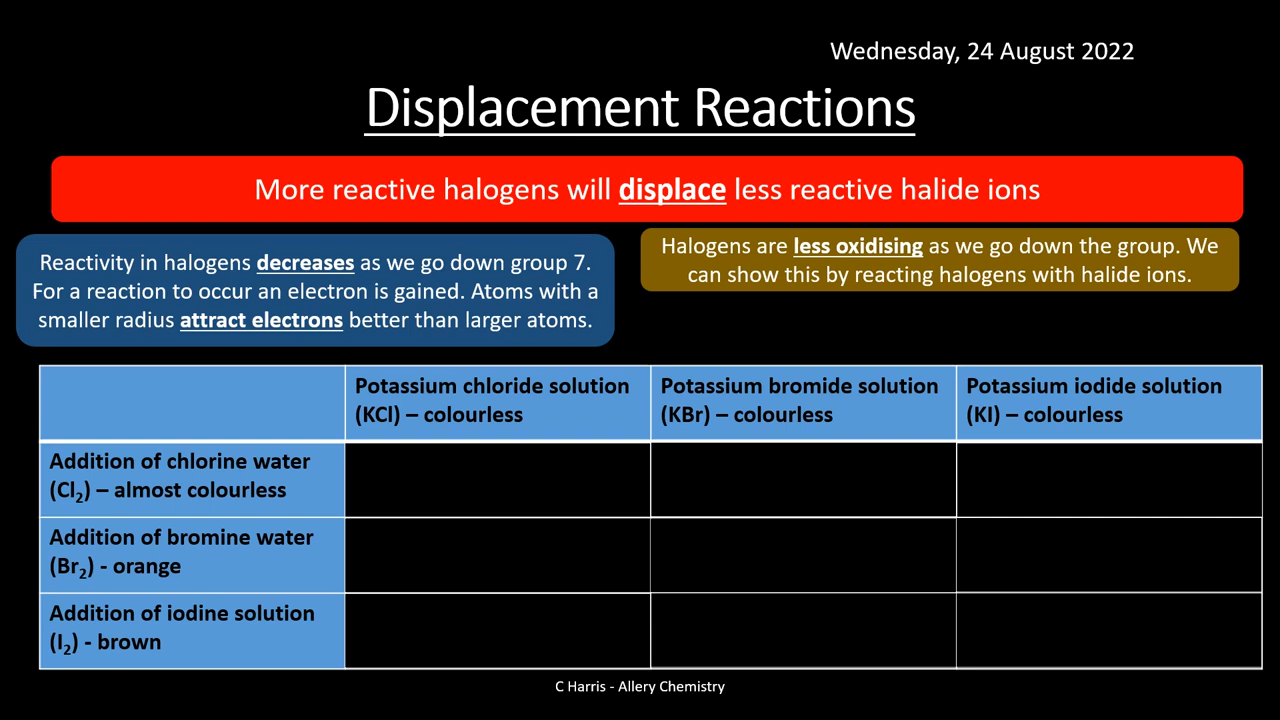 Wednesday, 24 August 2022
Displacement Reactions
More reactive halogens will displace less reactive halide ions
Reactivity in halogens decreases as we go down group 7.
For a reaction to occur an electron is gained. Atoms with a
smaller radius attract electrons better than larger atoms.
Halogens are less oxidising as we go down the group. We
can show this by reacting halogens with halide ions.
Potassium chloride solution
(KCl) – colourless
Potassium bromide solution
(KBr) – colourless
Potassium iodide solution
(KI) – colourless
Addition of chlorine water
(Cl₂) – almost colourless
Addition of bromine water
(Br₂) - orange
Addition of iodine solution
(I₂) - brown
C Harris - Allery Chemistry